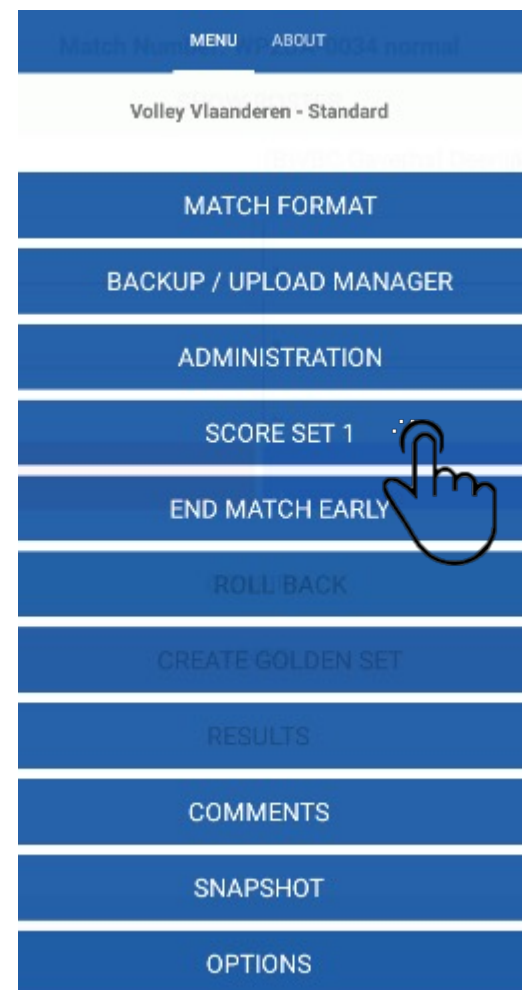 MENU ABOUT
Volley Vlaanderen - Standard
MATCH FORMAT
BACKUP / UPLOAD MANAGER
ADMINISTRATION
SCORE SET 1
END MATCH EARLY
ROLL BACK
CREATE GOLDEN SET
RESULTS
COMMENTS
SNAPSHOT
OPTIONS